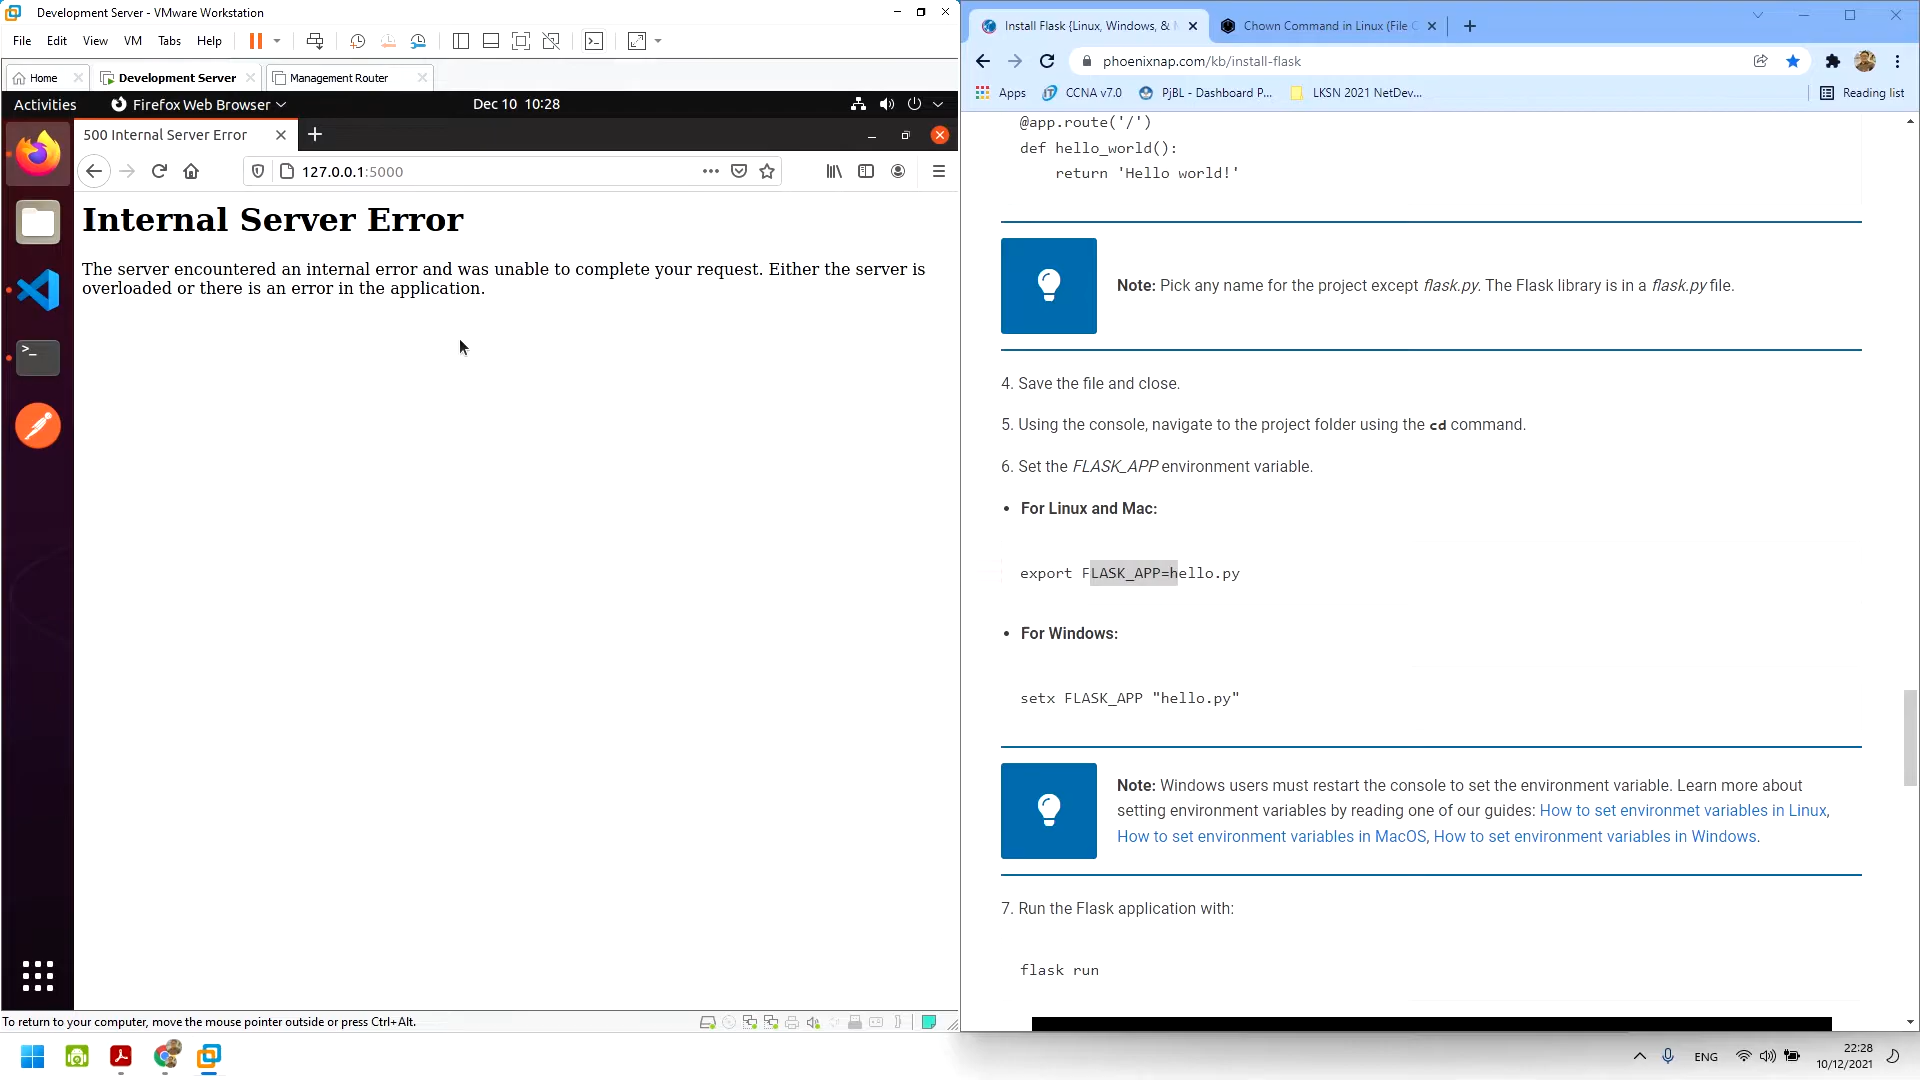 Development Server - VMware Workstation
File Edit View VM Tabs Help
Home Development Server Management Router
Activities Firefox Web Browser Dec 10 10:28
500 Internal Server Error
127.0.0.1:5000
Internal Server Error
The server encountered an internal error and was unable to complete your request. Either the server is
overloaded or there is an error in the application.
To return to your computer, move the mouse pointer outside or press Ctrl+Alt.
Install Flask {Linux, Windows, & Chown Command in Linux (File
phoenixnap.com/kb/install-flask
Apps CCNA v7.0 PjBL - Dashboard P... LKSN 2021 NetDev... Reading list
@app.route('/')
def hello_world():
return 'Hello world!'
Note: Pick any name for the project except flask.py. The Flask library is in a flask.py file.
4. Save the file and close.
5. Using the console, navigate to the project folder using the cd command.
6. Set the FLASK_APP environment variable.
• For Linux and Mac:
export FLASK_APP=hello.py
• For Windows:
setx FLASK_APP "hello.py"
Note: Windows users must restart the console to set the environment variable. Learn more about
setting environment variables by reading one of our guides: How to set environmet variables in Linux,
How to set environment variables in MacOS, How to set environment variables in Windows.
7. Run the Flask application with:
flask run
ENG 22:28
10/12/2021